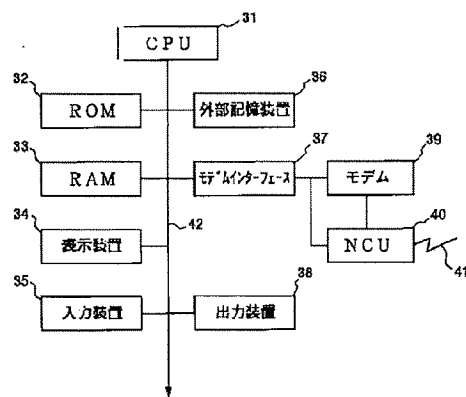 31
CPU
32
ROM
36
外部記憶装置
33
RAM
37
モデムインターフェース
39
モデム
34
表示装置
42
40
NCU
41
35
入力装置
38
出力装置